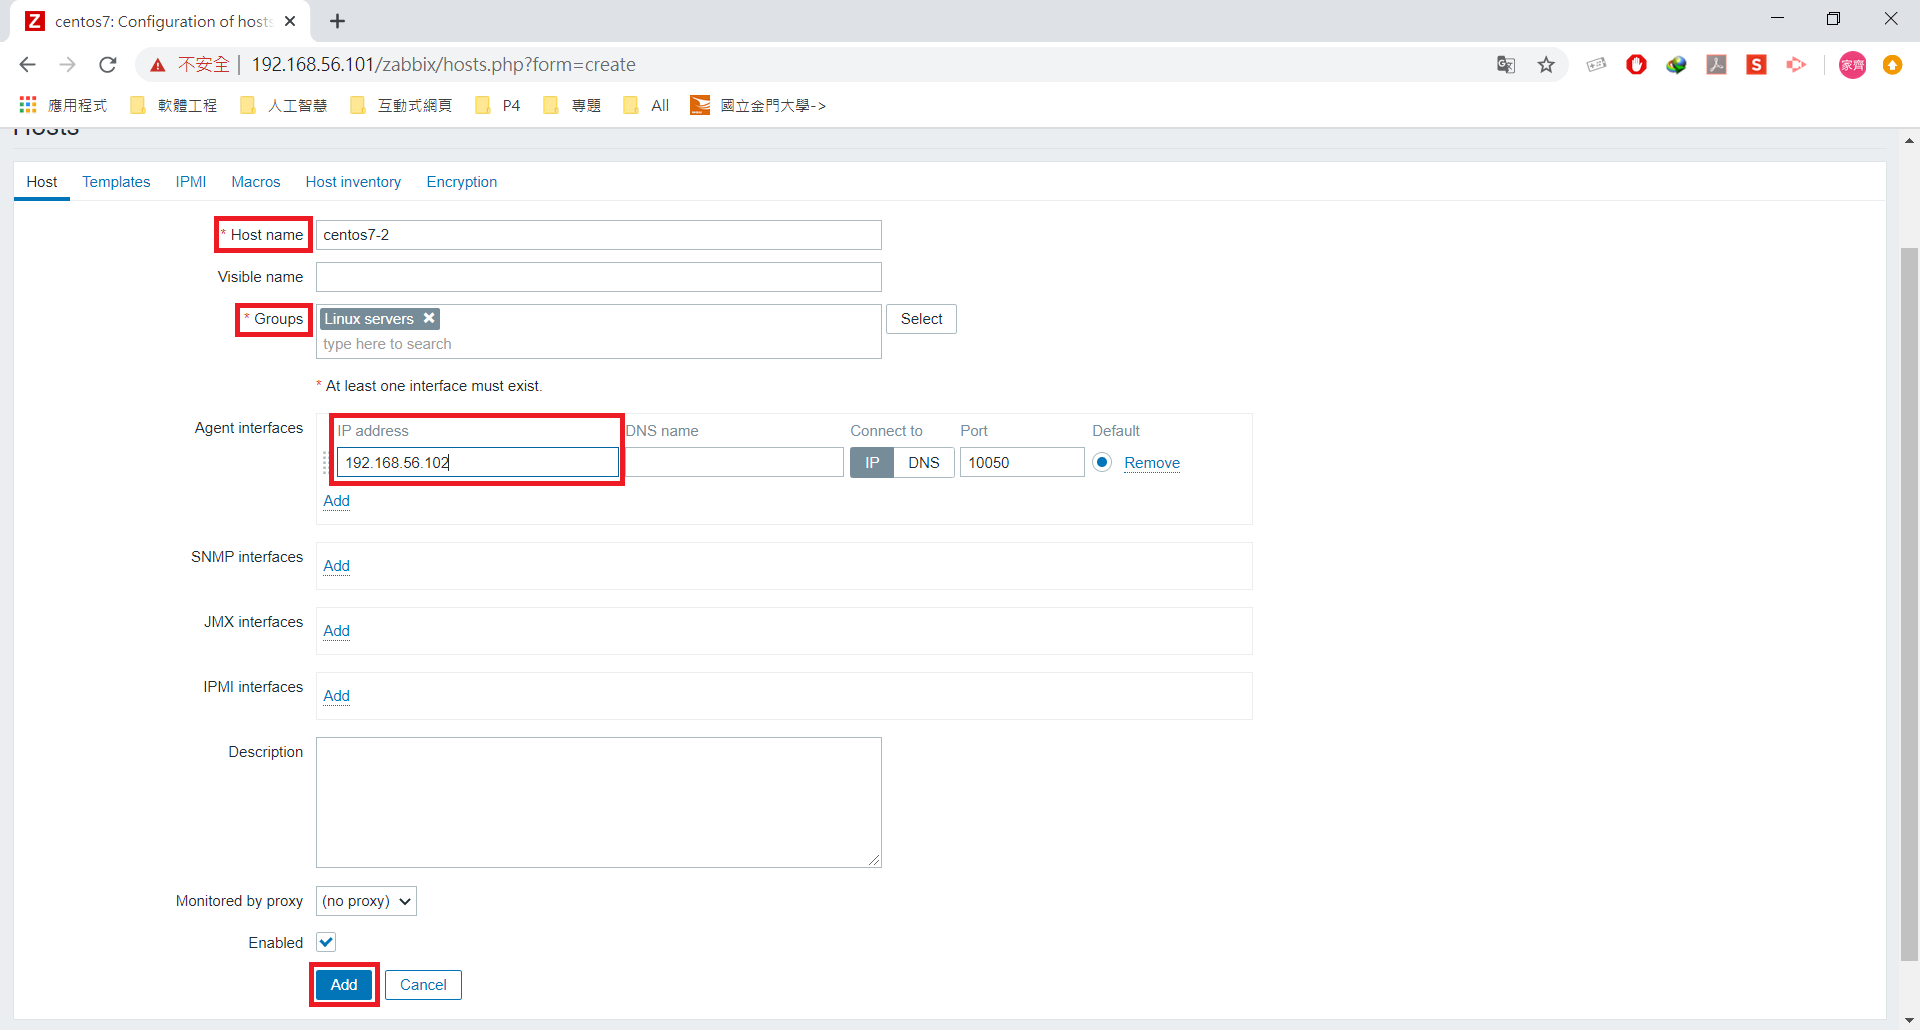 centos7: Configuration of hosts
不安全 | 192.168.56.101/zabbix/hosts.php?form=create
家齊
應用程式 軟體工程 人工智慧 互動式網頁 P4 專題 All 國立金門大學->
Hosts
Host Templates IPMI Macros Host inventory Encryption
* Host name centos7-2
Visible name
* Groups Linux servers Select
type here to search
* At least one interface must exist.
Agent interfaces IP address DNS name Connect to Port Default
192.168.56.102 IP DNS 10050 Remove
Add
SNMP interfaces Add
JMX interfaces Add
IPMI interfaces Add
Description
Monitored by proxy (no proxy)
Enabled
Add Cancel